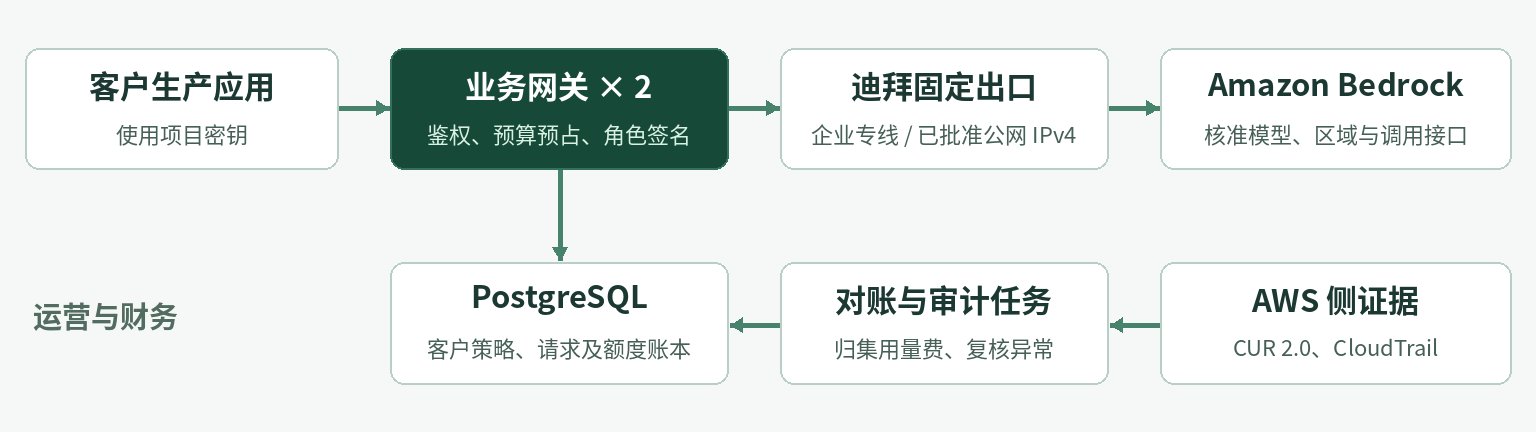 客户生产应用
使用项目密钥
业务网关 × 2
鉴权、预算预占、角色签名
迪拜固定出口
企业专线 / 已批准公网 IPv4
Amazon Bedrock
核准模型、区域与调用接口
运营与财务
PostgreSQL
客户策略、请求及额度账本
对账与审计任务
归集用量费、复核异常
AWS 侧证据
CUR 2.0、CloudTrail